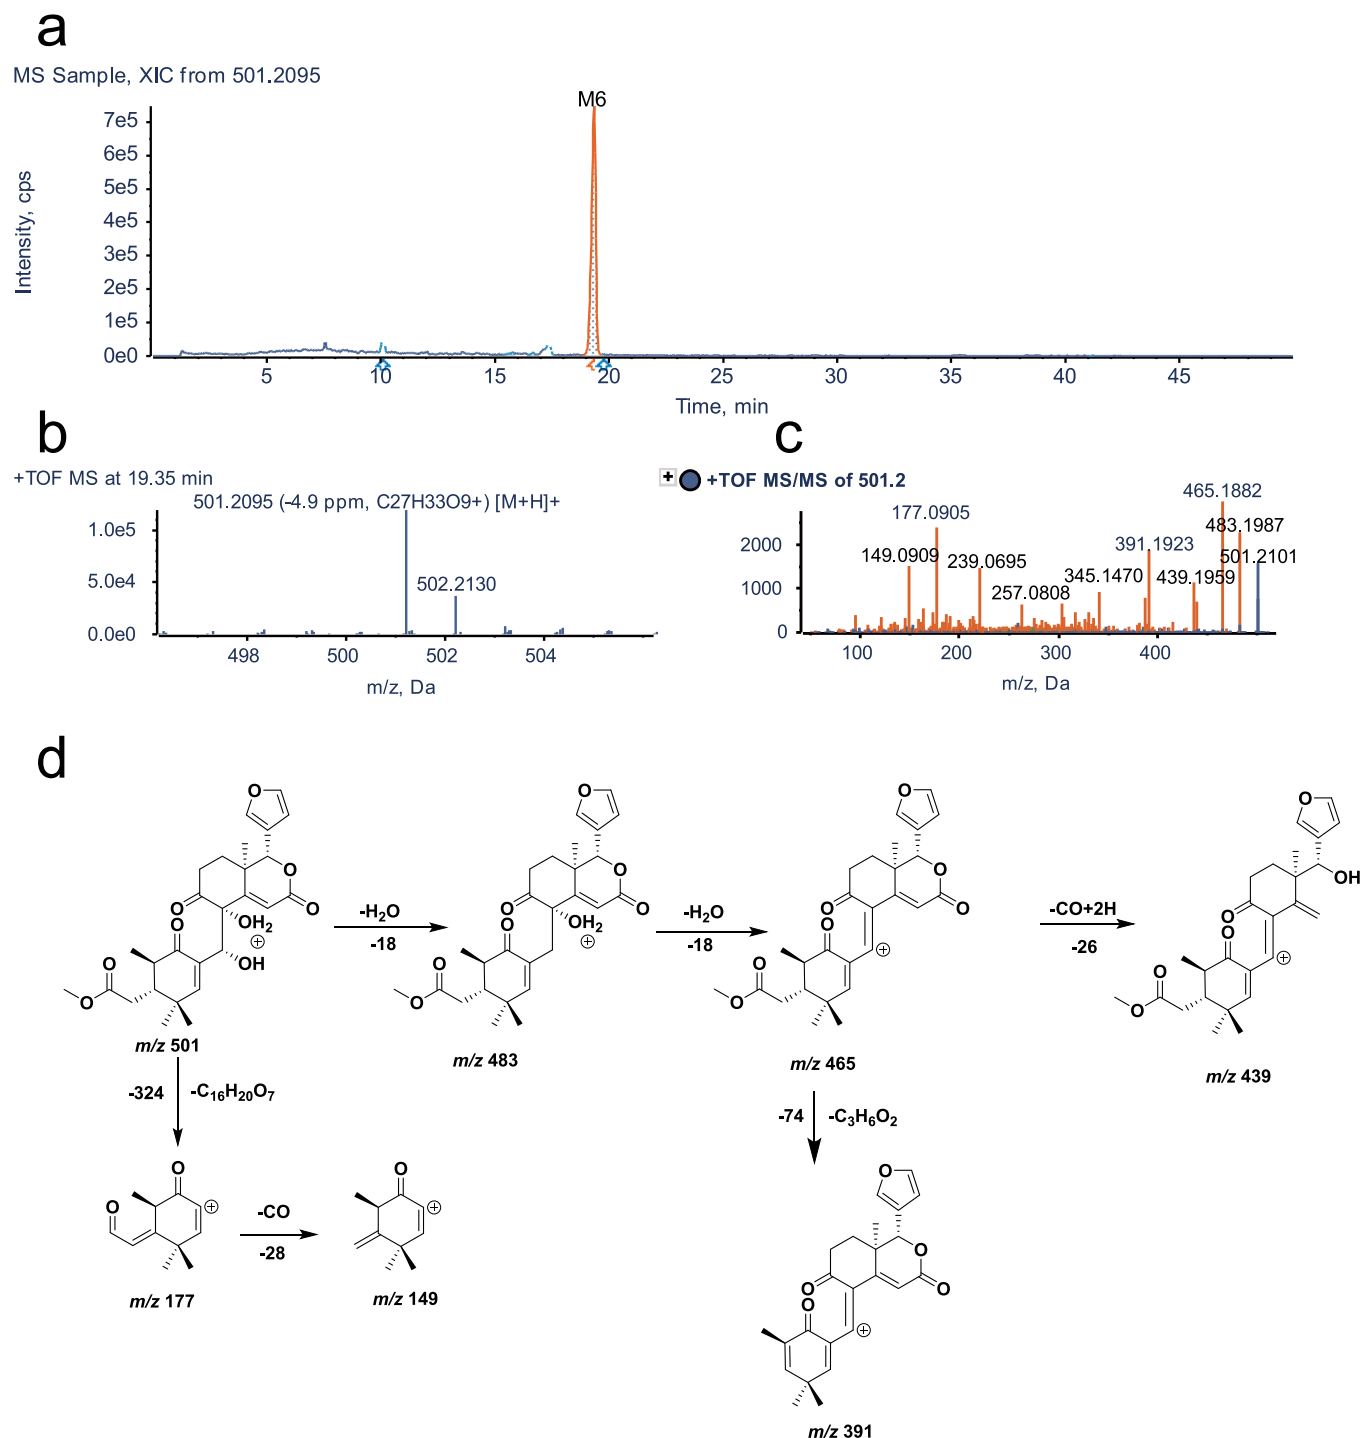 a
MS Sample, XIC from 501.2095
M6
7e5
6e5
5e5
4e5
3e5
2e5
1e5
0e0
Intensity, cps
5 10 15 20 25 30 35 40 45
Time, min
b
+TOF MS at 19.35 min
501.2095 (-4.9 ppm, C27H33O9+) [M+H]+
1.0e5
502.2130
5.0e4
0.0e0
498 500 502 504
m/z, Da
c
+TOF MS/MS of 501.2
465.1882
177.0905
483.1987
2000
149.0909
239.0695
391.1923
501.2101
345.1470
439.1959
257.0808
1000
0
100 200 300 400
m/z, Da
d
O
O
O
O
OH2
O
OH
O
O
m/z 501
-H2O
-18
O
O
O
O
OH2
O
O
O
m/z 483
-H2O
-18
O
O
O
O
O
O
O
m/z 465
-CO+2H
-26
O
OH
O
O
O
O
m/z 439
-324
-C16H20O7
O
O
m/z 177
-CO
-28
O
m/z 149
-74
-C3H6O2
O
O
O
O
O
m/z 391